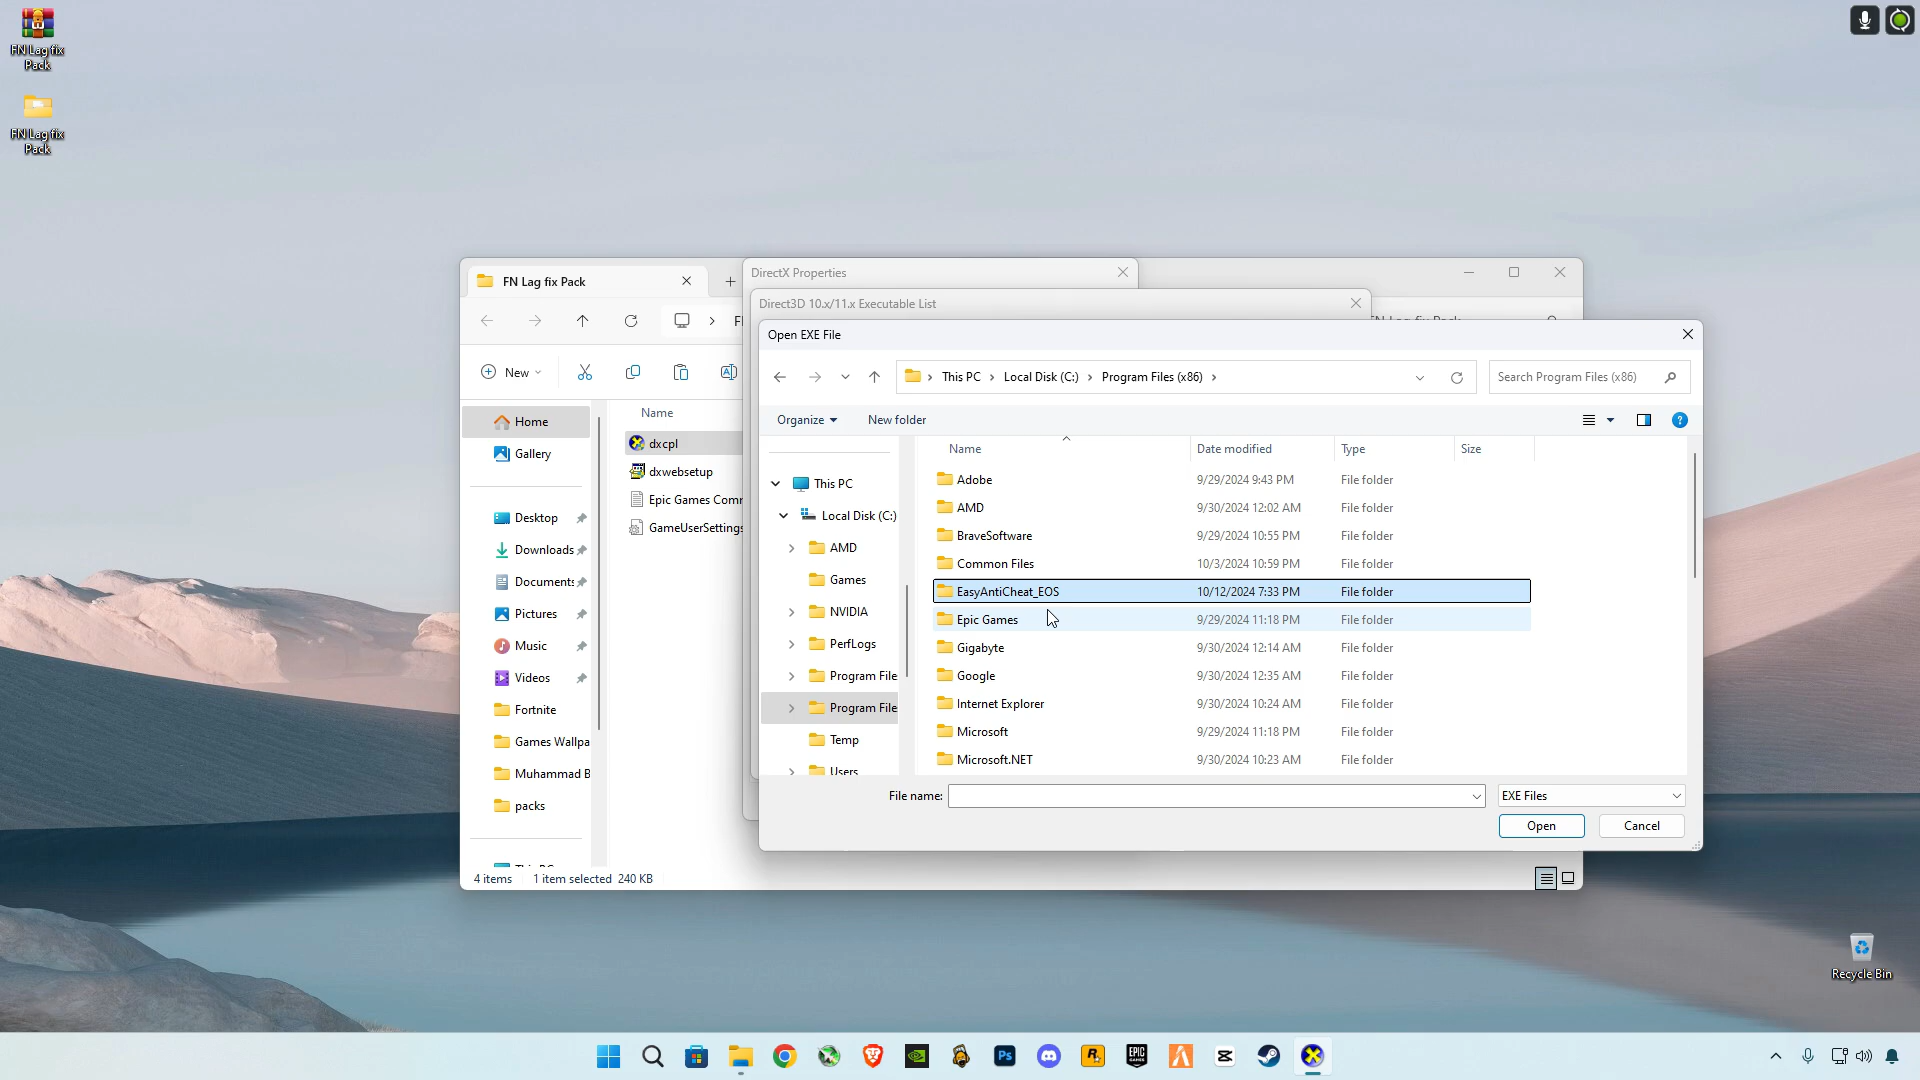 FN Lag fix
Pack
FN Lag fix
Pack
FN Lag fix Pack
DirectX Properties
Direct3D 10.x/11.x Executable List
Open EXE File
This PC
Local Disk (C:)
Program Files (x86)
Search Program Files (x86)
New
Organize
New folder
Name
Home
Gallery
Desktop
Downloads
Documents
Pictures
Music
Videos
Fortnite
Games Wallpa
Muhammad B
packs
dxcpl
dxwebsetup
Epic Games Comm
GameUserSettings
4 items
1 item selected 240 KB
This PC
Local Disk (C:)
AMD
Games
NVIDIA
PerfLogs
Program File
Program File
Temp
Users
Name Date modified Type Size
Adobe 9/29/2024 9:43 PM File folder
AMD 9/30/2024 12:02 AM File folder
BraveSoftware 9/29/2024 10:55 PM File folder
Common Files 10/3/2024 10:59 PM File folder
EasyAntiCheat_EOS 10/12/2024 7:33 PM File folder
Epic Games 9/29/2024 11:18 PM File folder
Gigabyte 9/30/2024 12:14 AM File folder
Google 9/30/2024 12:35 AM File folder
Internet Explorer 9/30/2024 10:24 AM File folder
Microsoft 9/29/2024 11:18 PM File folder
Microsoft.NET 9/30/2024 10:23 AM File folder
File name:
EXE Files
Open
Cancel
Recycle Bin
Ps
EPIC
GAMES